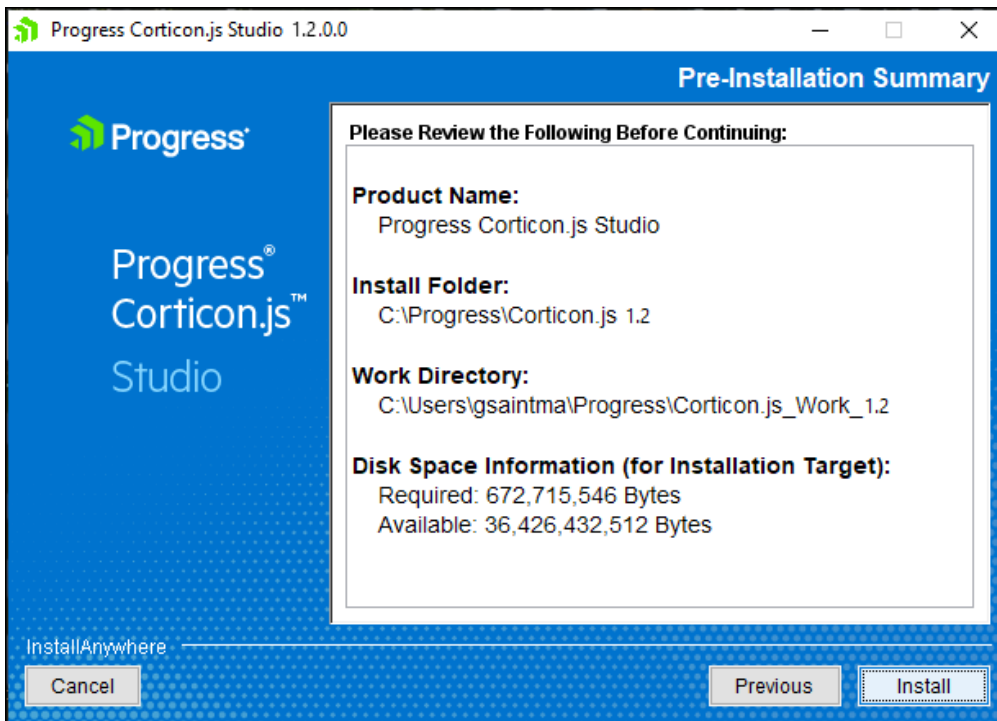 Progress Corticon.js Studio 1.2.0.0
Pre-Installation Summary
Progress
Progress®
Corticon.js™
Studio
Please Review the Following Before Continuing:
Product Name:
Progress Corticon.js Studio
Install Folder:
C:\Progress\Corticon.js 1.2
Work Directory:
C:\Users\gsaintma\Progress\Corticon.js_Work_1.2
Disk Space Information (for Installation Target):
Required: 672,715,546 Bytes
Available: 36,426,432,512 Bytes
InstallAnywhere
Cancel
Previous
Install